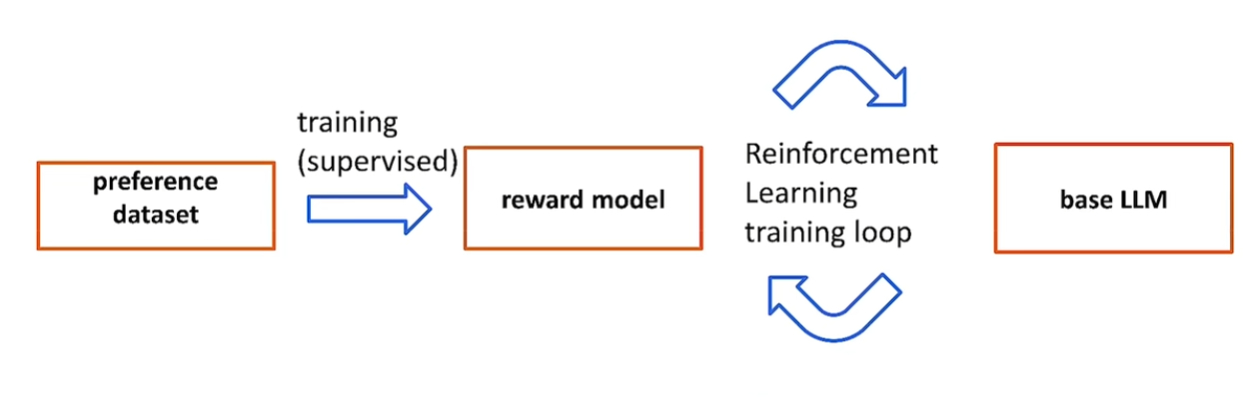 preference
dataset
training
(supervised)
reward model
Reinforcement
Learning
training loop
base LLM